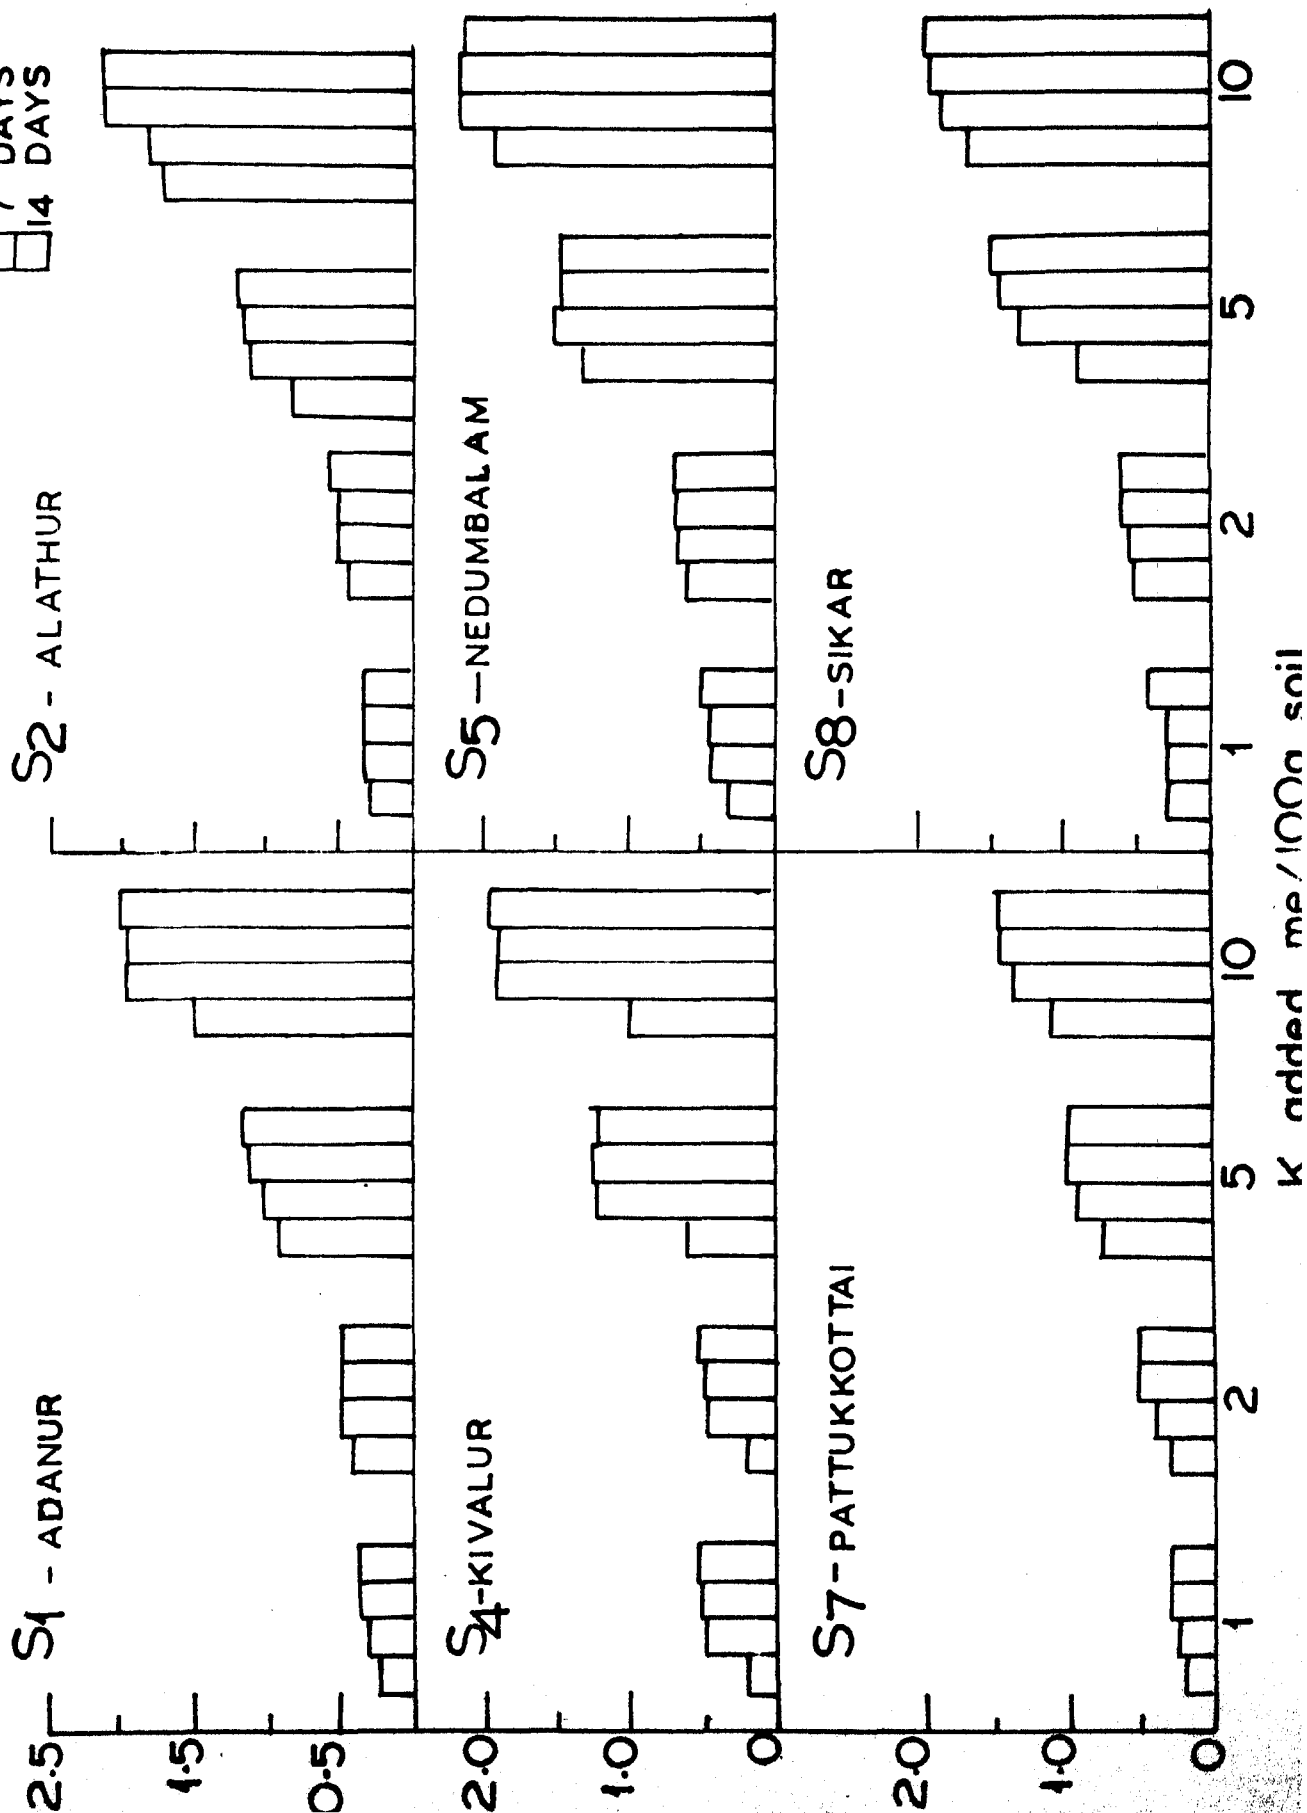 7 DAYS
14 DAYS
S1 - ADANUR
S2 - ALATHUR
2.5
1.5
0.5
S4-KIVALUR
S5-NEDUMBALAM
2.0
1.0
0
S7-PATTUKKOTTAI
S8-SIKAR
2.0
1.0
0
1 2 5 10 1 2 5 10
K added me/100g soil